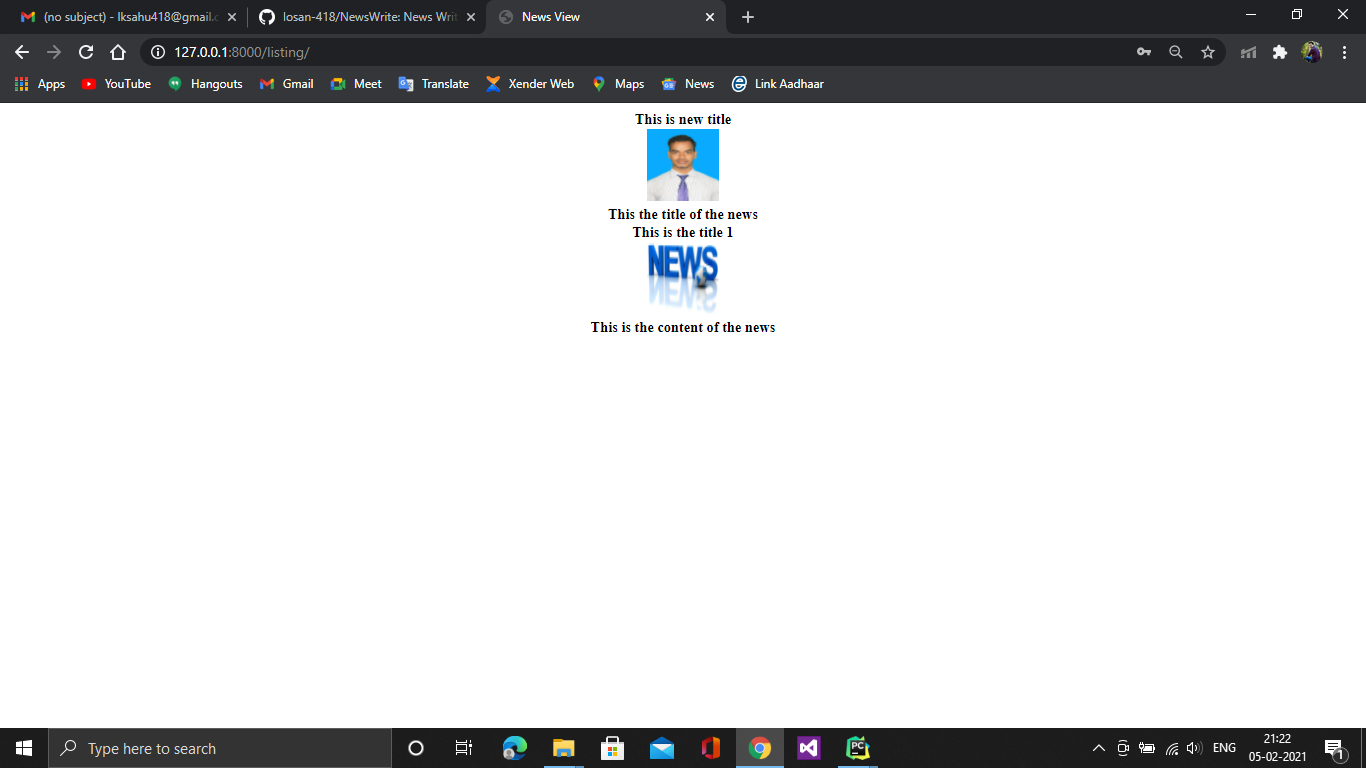 (no subject) - lksahu418@gmail.c
losan-418/NewsWrite: News Writ
News View
127.0.0.1:8000/listing/
Apps YouTube Hangouts Gmail Meet Translate Xender Web Maps News Link Aadhaar
This is new title
This the title of the news
This is the title 1
NEWS
This is the content of the news
Type here to search
PC
ENG
21:22
05-02-2021
1